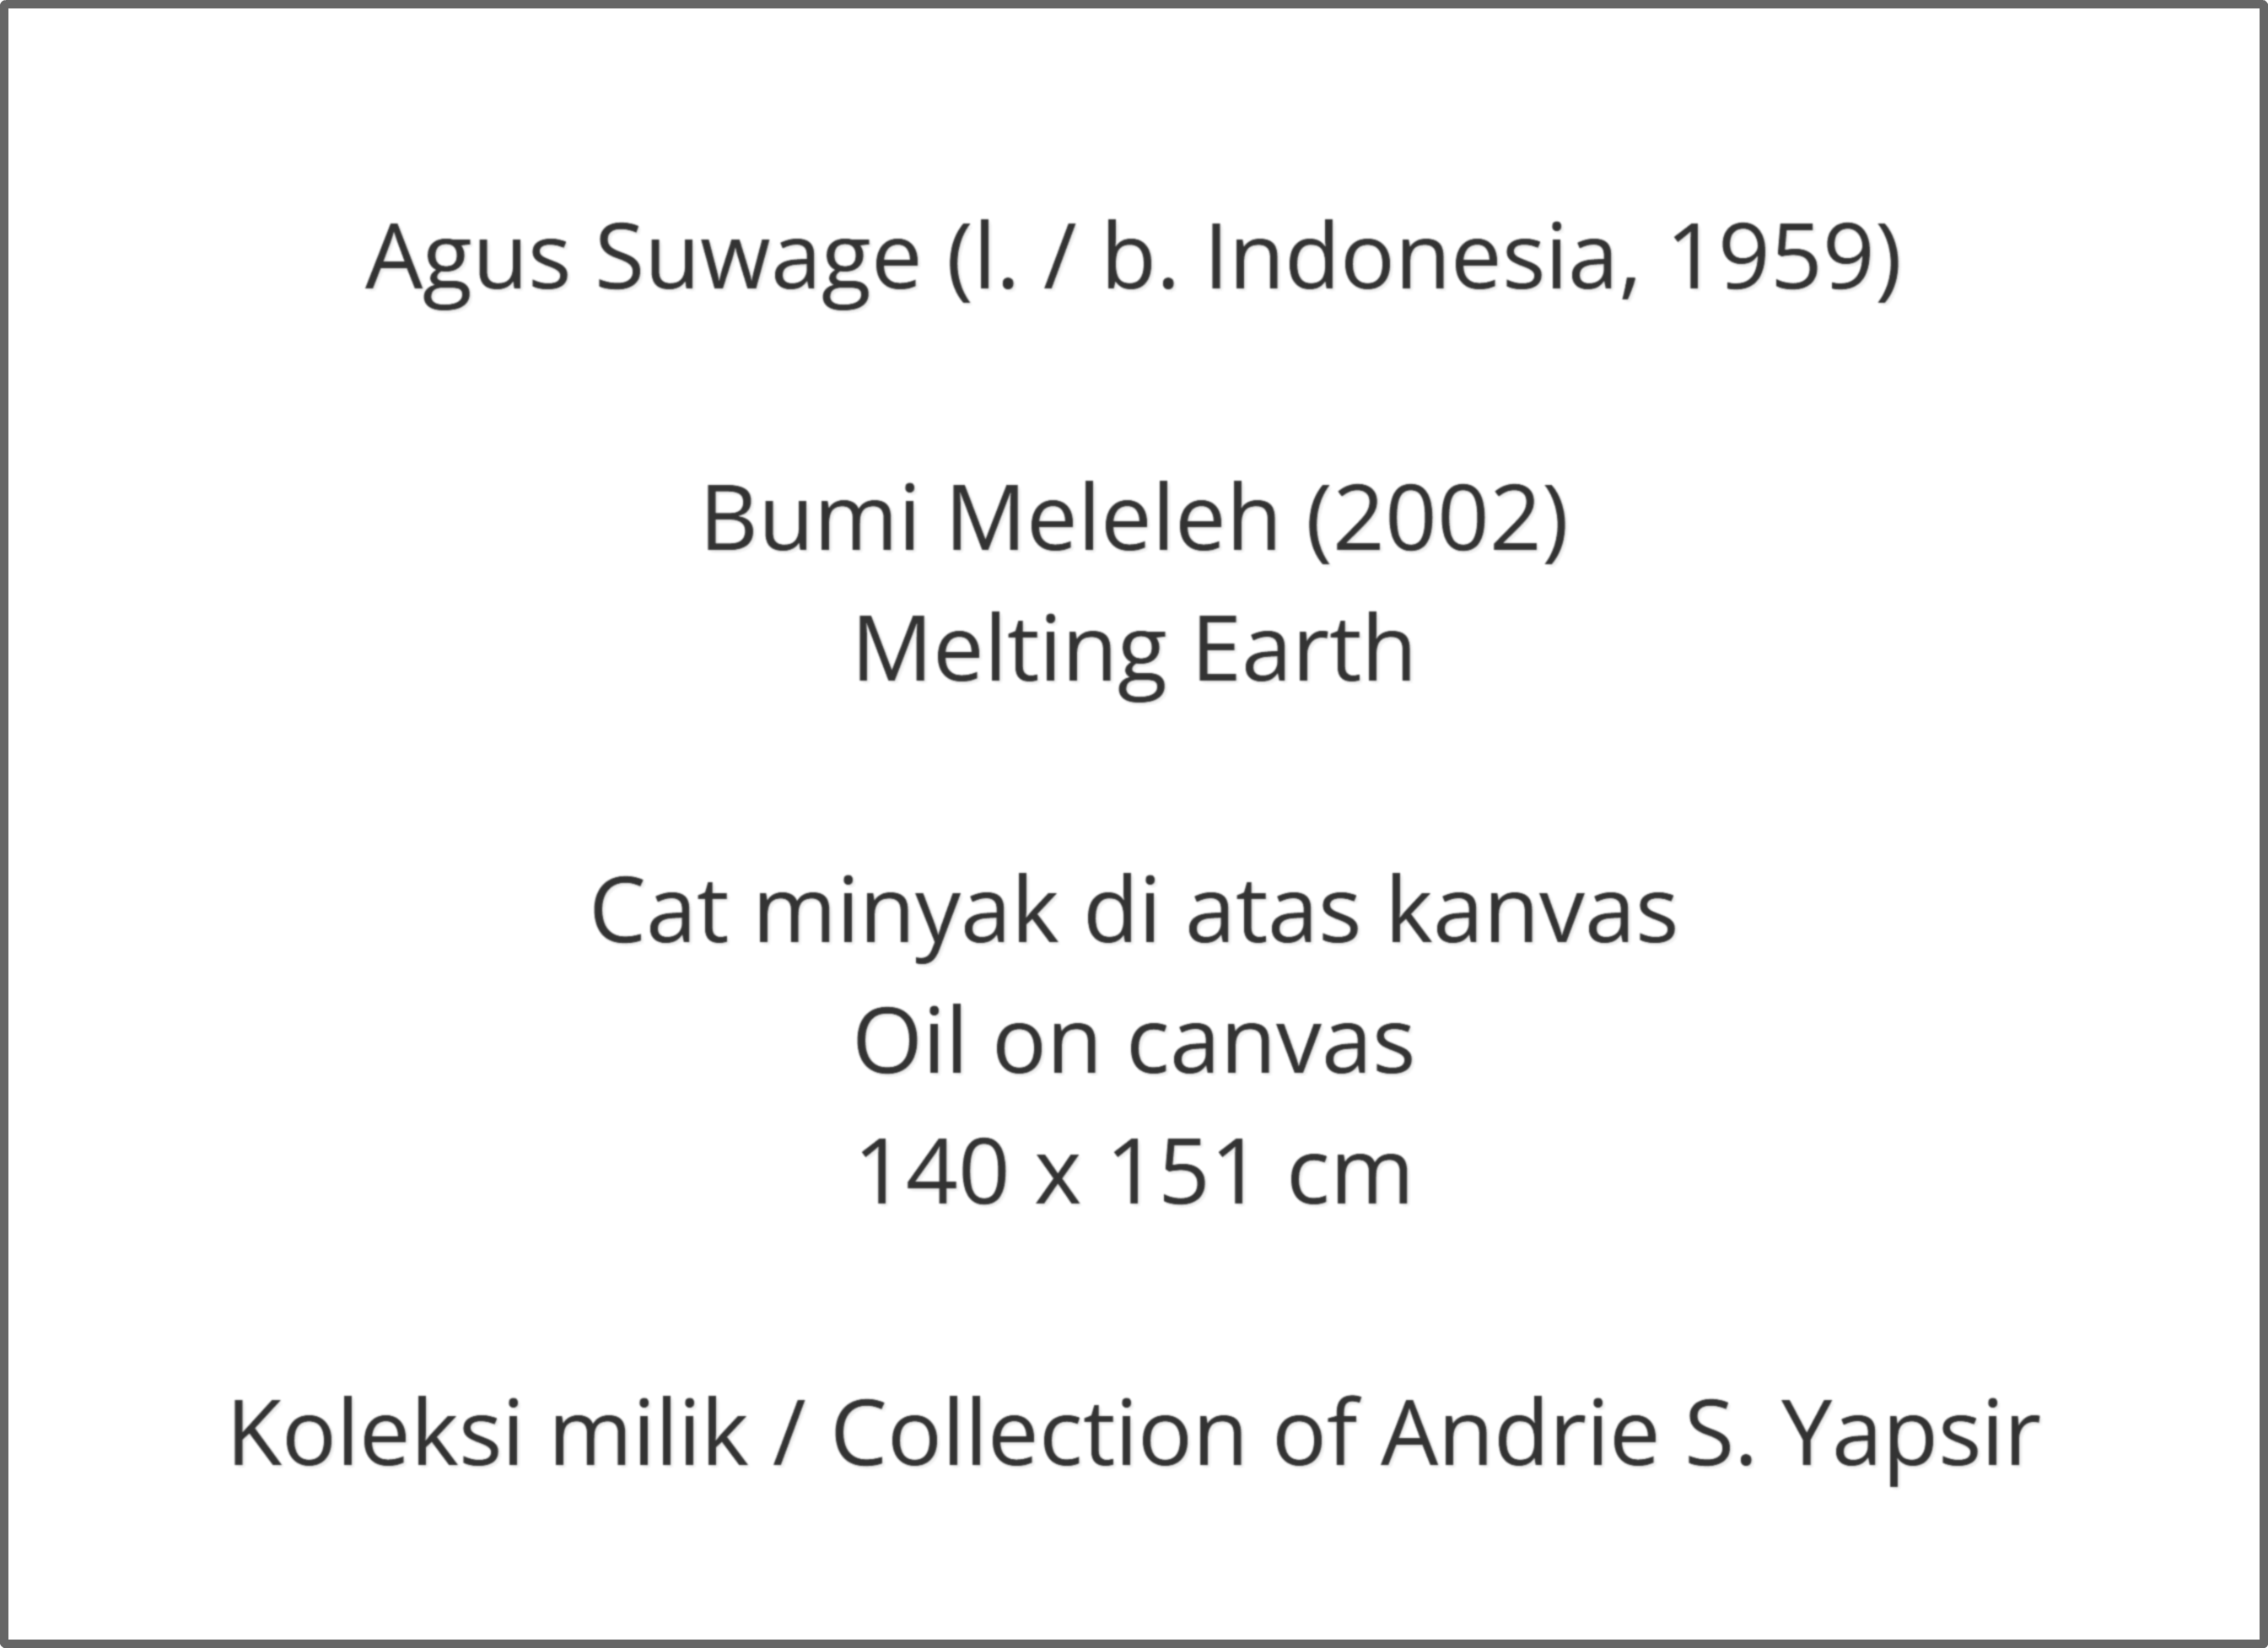 Agus Suwage (l. / b. Indonesia, 1959)
Bumi Meleleh (2002)
Melting Earth
Cat minyak di atas kanvas
Oil on canvas
140 x 151 cm
Koleksi milik / Collection of Andrie S. Yapsir